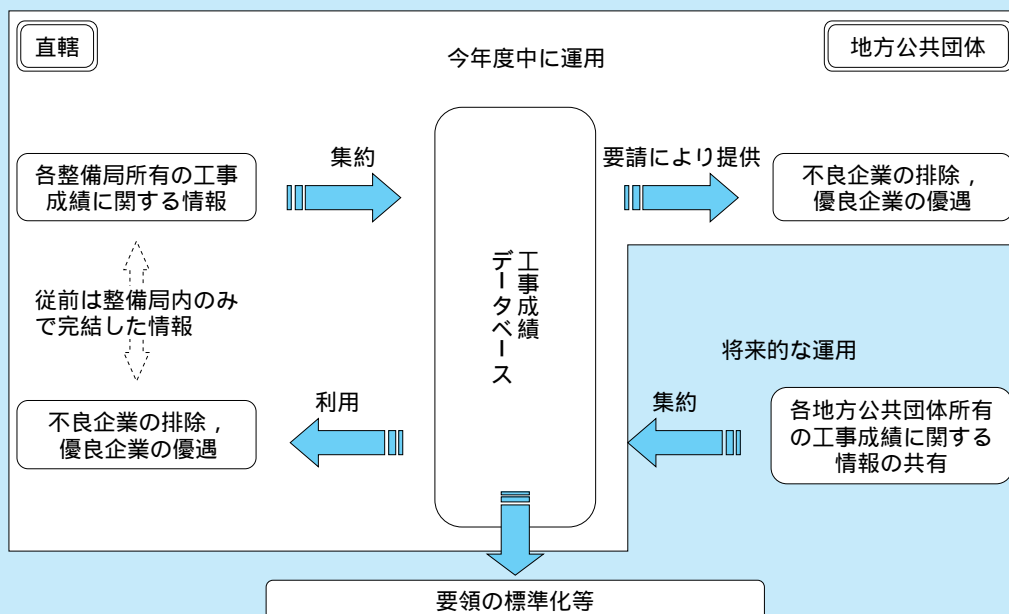 直轄
今年度中に運用
地方公共団体
各整備局所有の工事
成績に関する情報
集約
要請により提供
不良企業の排除，
優良企業の優遇
工事成績
データベース
従前は整備局内のみ
で完結した情報
将来的な運用
不良企業の排除，
優良企業の優遇
利用
集約
各地方公共団体所有
の工事成績に関する
情報の共有
要領の標準化等